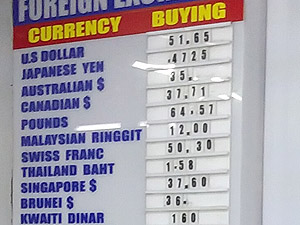 FOREIGN
CURRENCY BUYING
U.S DOLLAR 51.65
JAPANESE YEN .4725
AUSTRALIAN $ 35.
CANADIAN $ 37.71
POUNDS 64.57
MALAYSIAN RINGGIT 12.00
SWISS FRANC 50.30
THAILAND BAHT 1.58
SINGAPORE $ 37.60
BRUNEI $ 36.
KWAITI DINAR 160